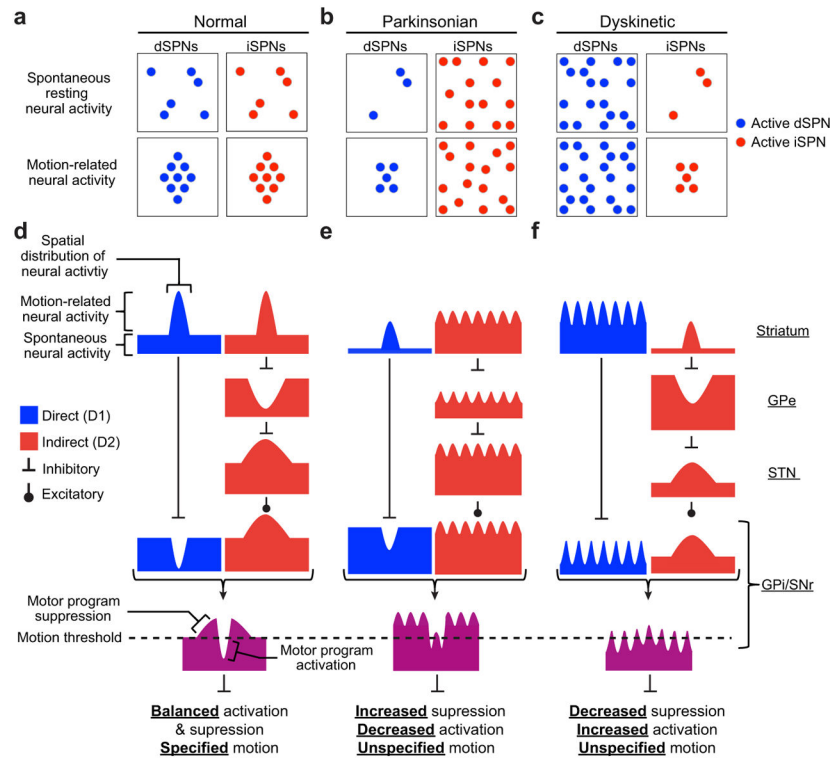 a
Normal
dSPNs
iSPNs
b
Parkinsonian
dSPNs
iSPNs
c
Dyskinetic
dSPNs
iSPNs
Spontaneous
resting
neural activity
Motion-related
neural activity
Active dSPN
Active iSPN
d
e
f
Spatial
distribution of
neural activtiy
Motion-related
neural activity
Spontaneous
neural activity
Striatum
GPe
STN
GPi/SNr
Direct (D1)
Indirect (D2)
Inhibitory
Excitatory
Motor program
suppression
Motion threshold
Motor program
activation
Balanced activation
& supression
Specified motion
Increased supression
Decreased activation
Unspecified motion
Decreased supression
Increased activation
Unspecified motion